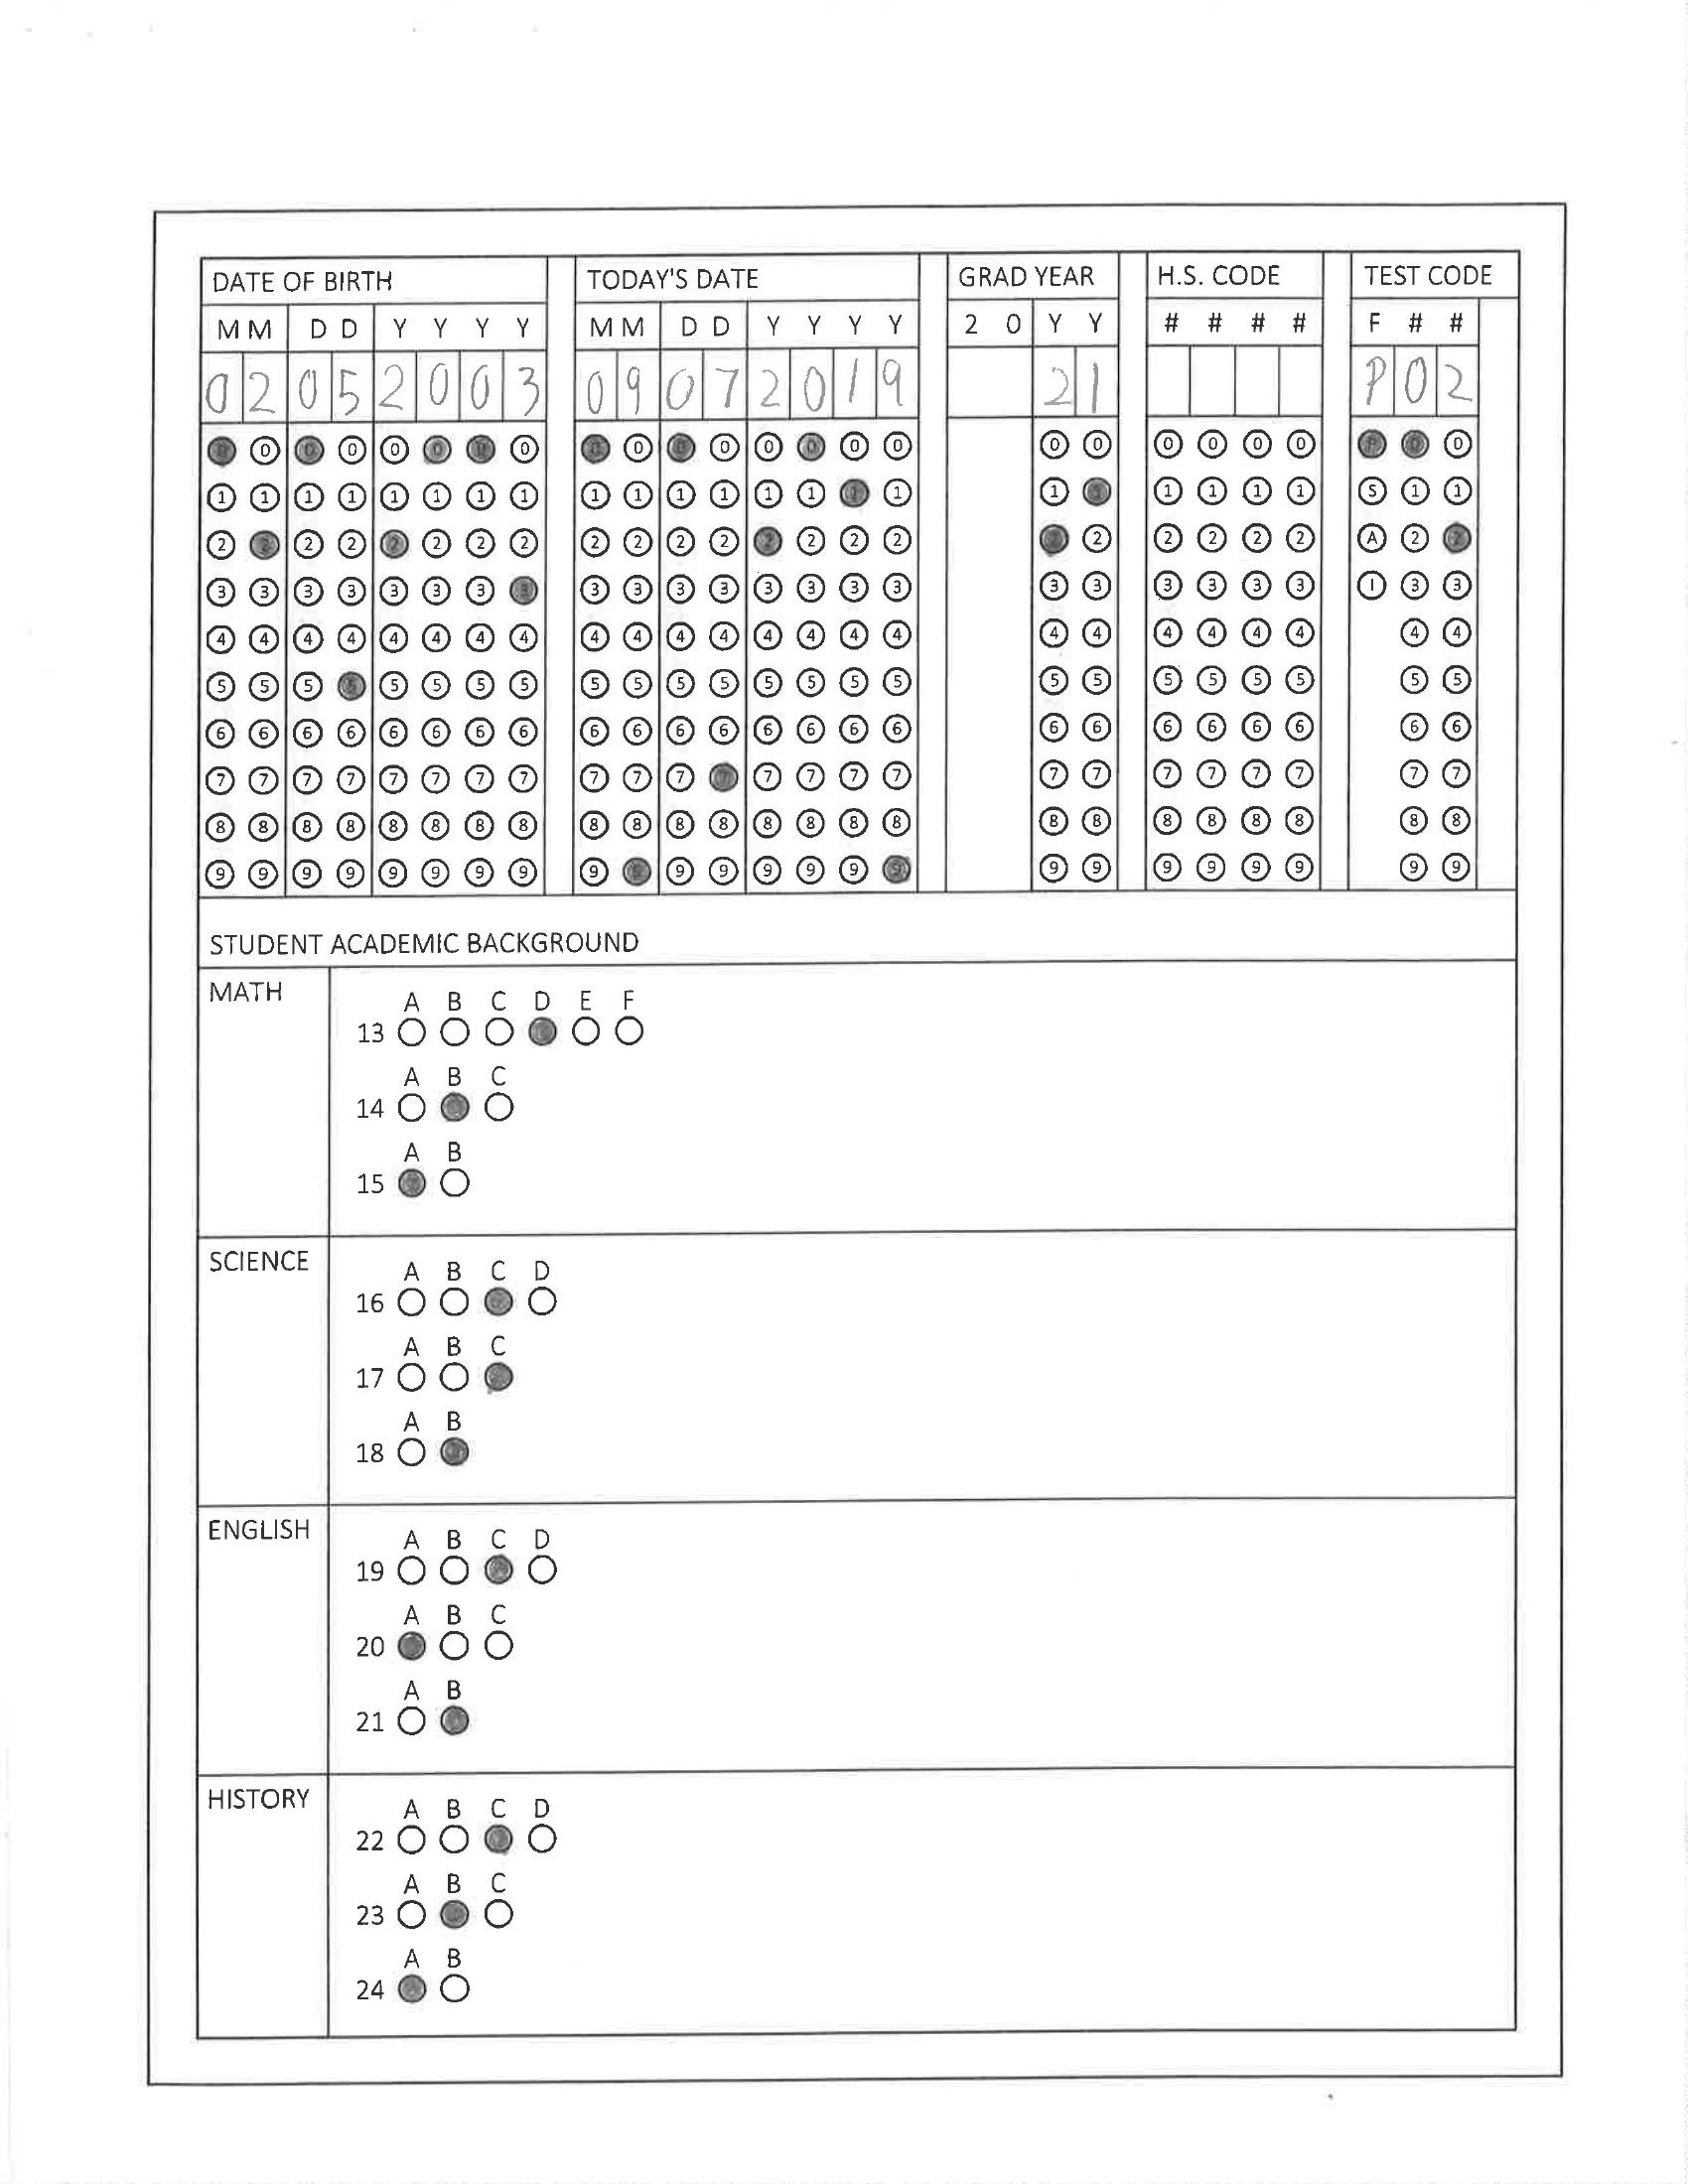 DATE OF BIRTH TODAY'S DATE GRAD YEAR H.S. CODE TEST CODE
M M D D Y Y Y Y M M D D Y Y Y Y 2 0 Y Y # # # # F # #
0 2 0 5 2 0 0 3 0 9 0 7 2 0 1 9 2 1 P 0 2
0 0 0 0 0 0 0 0 0 0 0 0 0 0 0 0 0 0 0 0 0 0 P 0 0
1 1 1 1 1 1 1 1 1 1 1 1 1 1 1 1 1 1 1 1 1 1 S 1 1
2 2 2 2 2 2 2 2 2 2 2 2 2 2 2 2 2 2 2 2 2 2 A 2 2
3 3 3 3 3 3 3 3 3 3 3 3 3 3 3 3 3 3 3 3 3 3 I 3 3
4 4 4 4 4 4 4 4 4 4 4 4 4 4 4 4 4 4 4 4 4 4 4 4
5 5 5 5 5 5 5 5 5 5 5 5 5 5 5 5 5 5 5 5 5 5 5 5
6 6 6 6 6 6 6 6 6 6 6 6 6 6 6 6 6 6 6 6 6 6 6 6
7 7 7 7 7 7 7 7 7 7 7 7 7 7 7 7 7 7 7 7 7 7 7 7
8 8 8 8 8 8 8 8 8 8 8 8 8 8 8 8 8 8 8 8 8 8 8 8
9 9 9 9 9 9 9 9 9 9 9 9 9 9 9 9 9 9 9 9 9 9 9 9
STUDENT ACADEMIC BACKGROUND
MATH
A B C D E F
13
A B C
14
A B
15
SCIENCE
A B C D
16
A B C
17
A B
18
ENGLISH
A B C D
19
A B C
20
A B
21
HISTORY
A B C D
22
A B C
23
A B
24